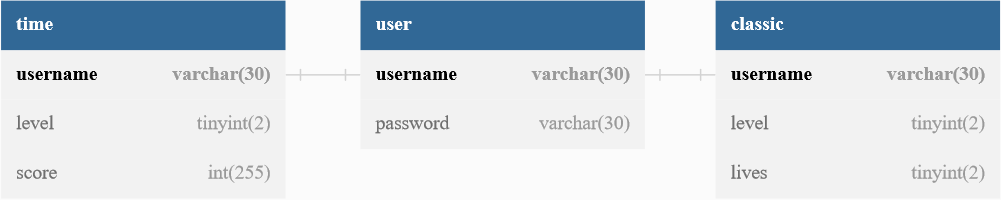 time
username varchar(30)
level tinyint(2)
score int(255)
user
username varchar(30)
password varchar(30)
classic
username varchar(30)
level tinyint(2)
lives tinyint(2)